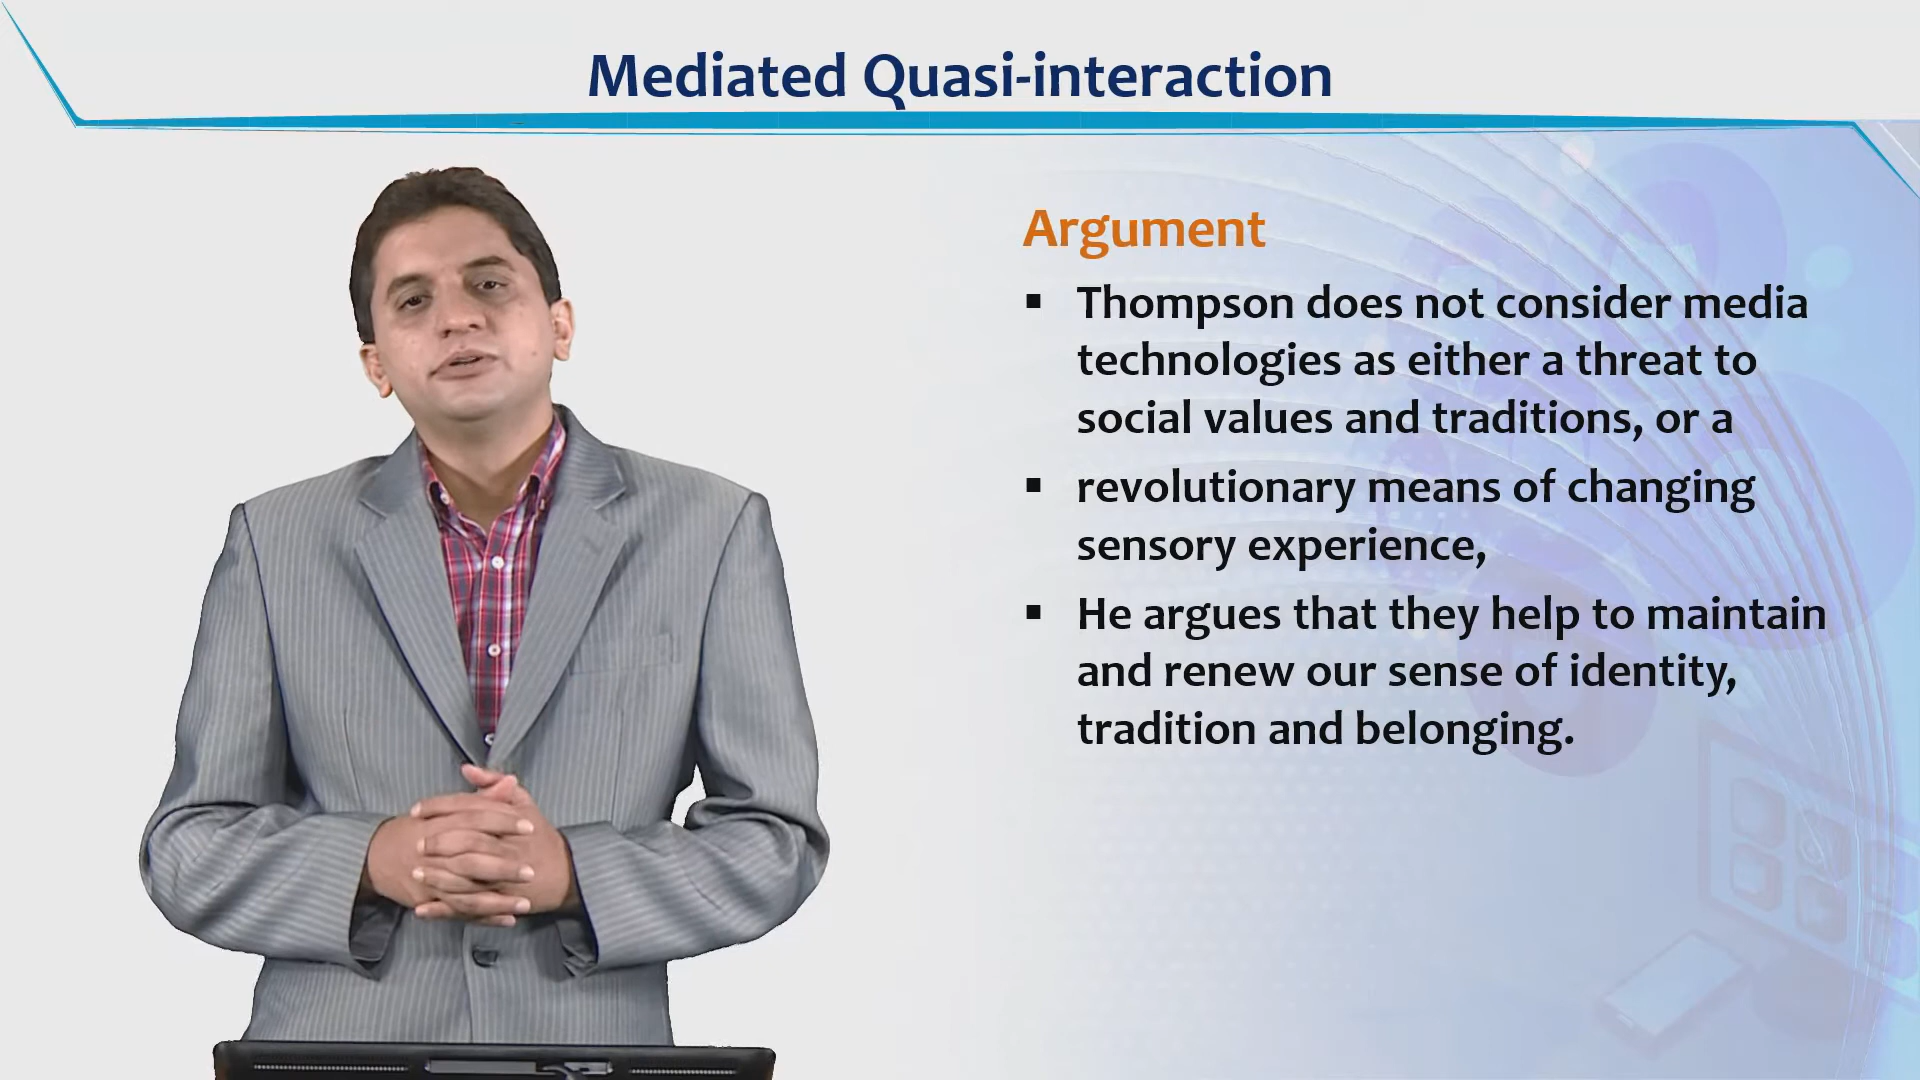 Mediated Quasi-interaction
Argument
▪ Thompson does not consider media
technologies as either a threat to
social values and traditions, or a
▪ revolutionary means of changing
sensory experience,
▪ He argues that they help to maintain
and renew our sense of identity,
tradition and belonging.